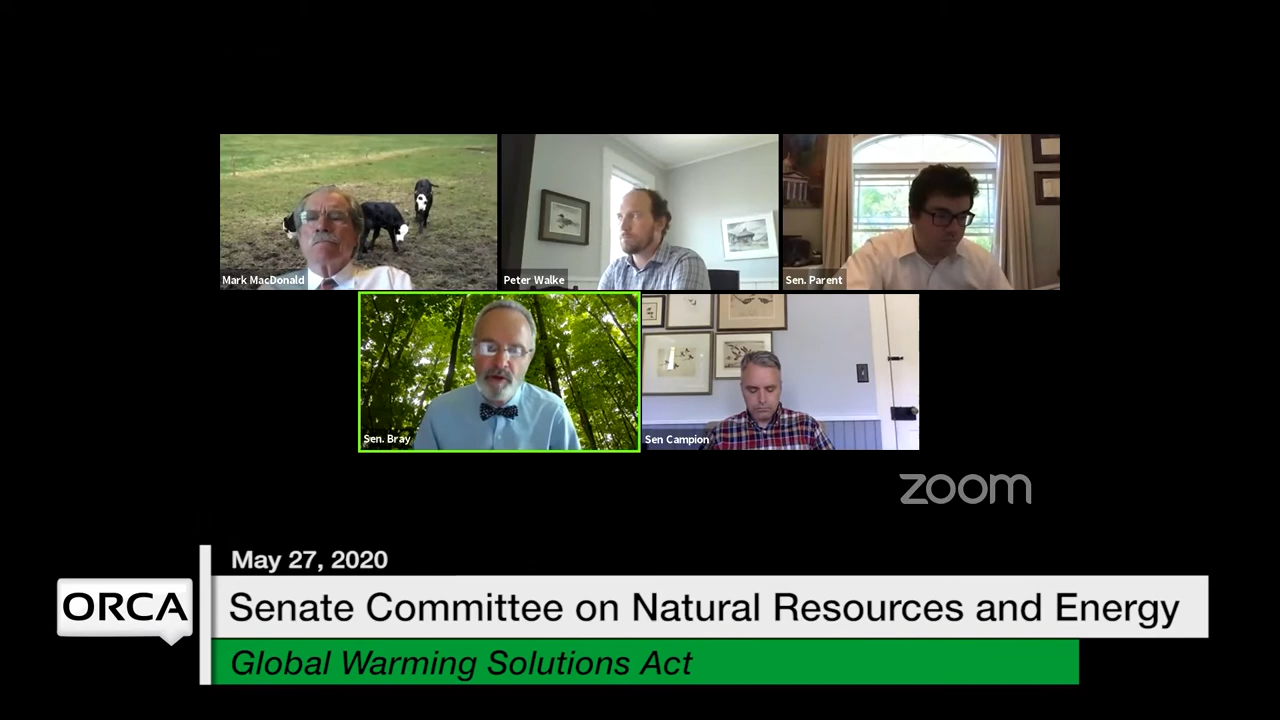 Mark MacDonald
Peter Walke
Sen. Parent
Sen. Bray
Sen Campion
zoom
May 27, 2020
ORCA
Senate Committee on Natural Resources and Energy
Global Warming Solutions Act